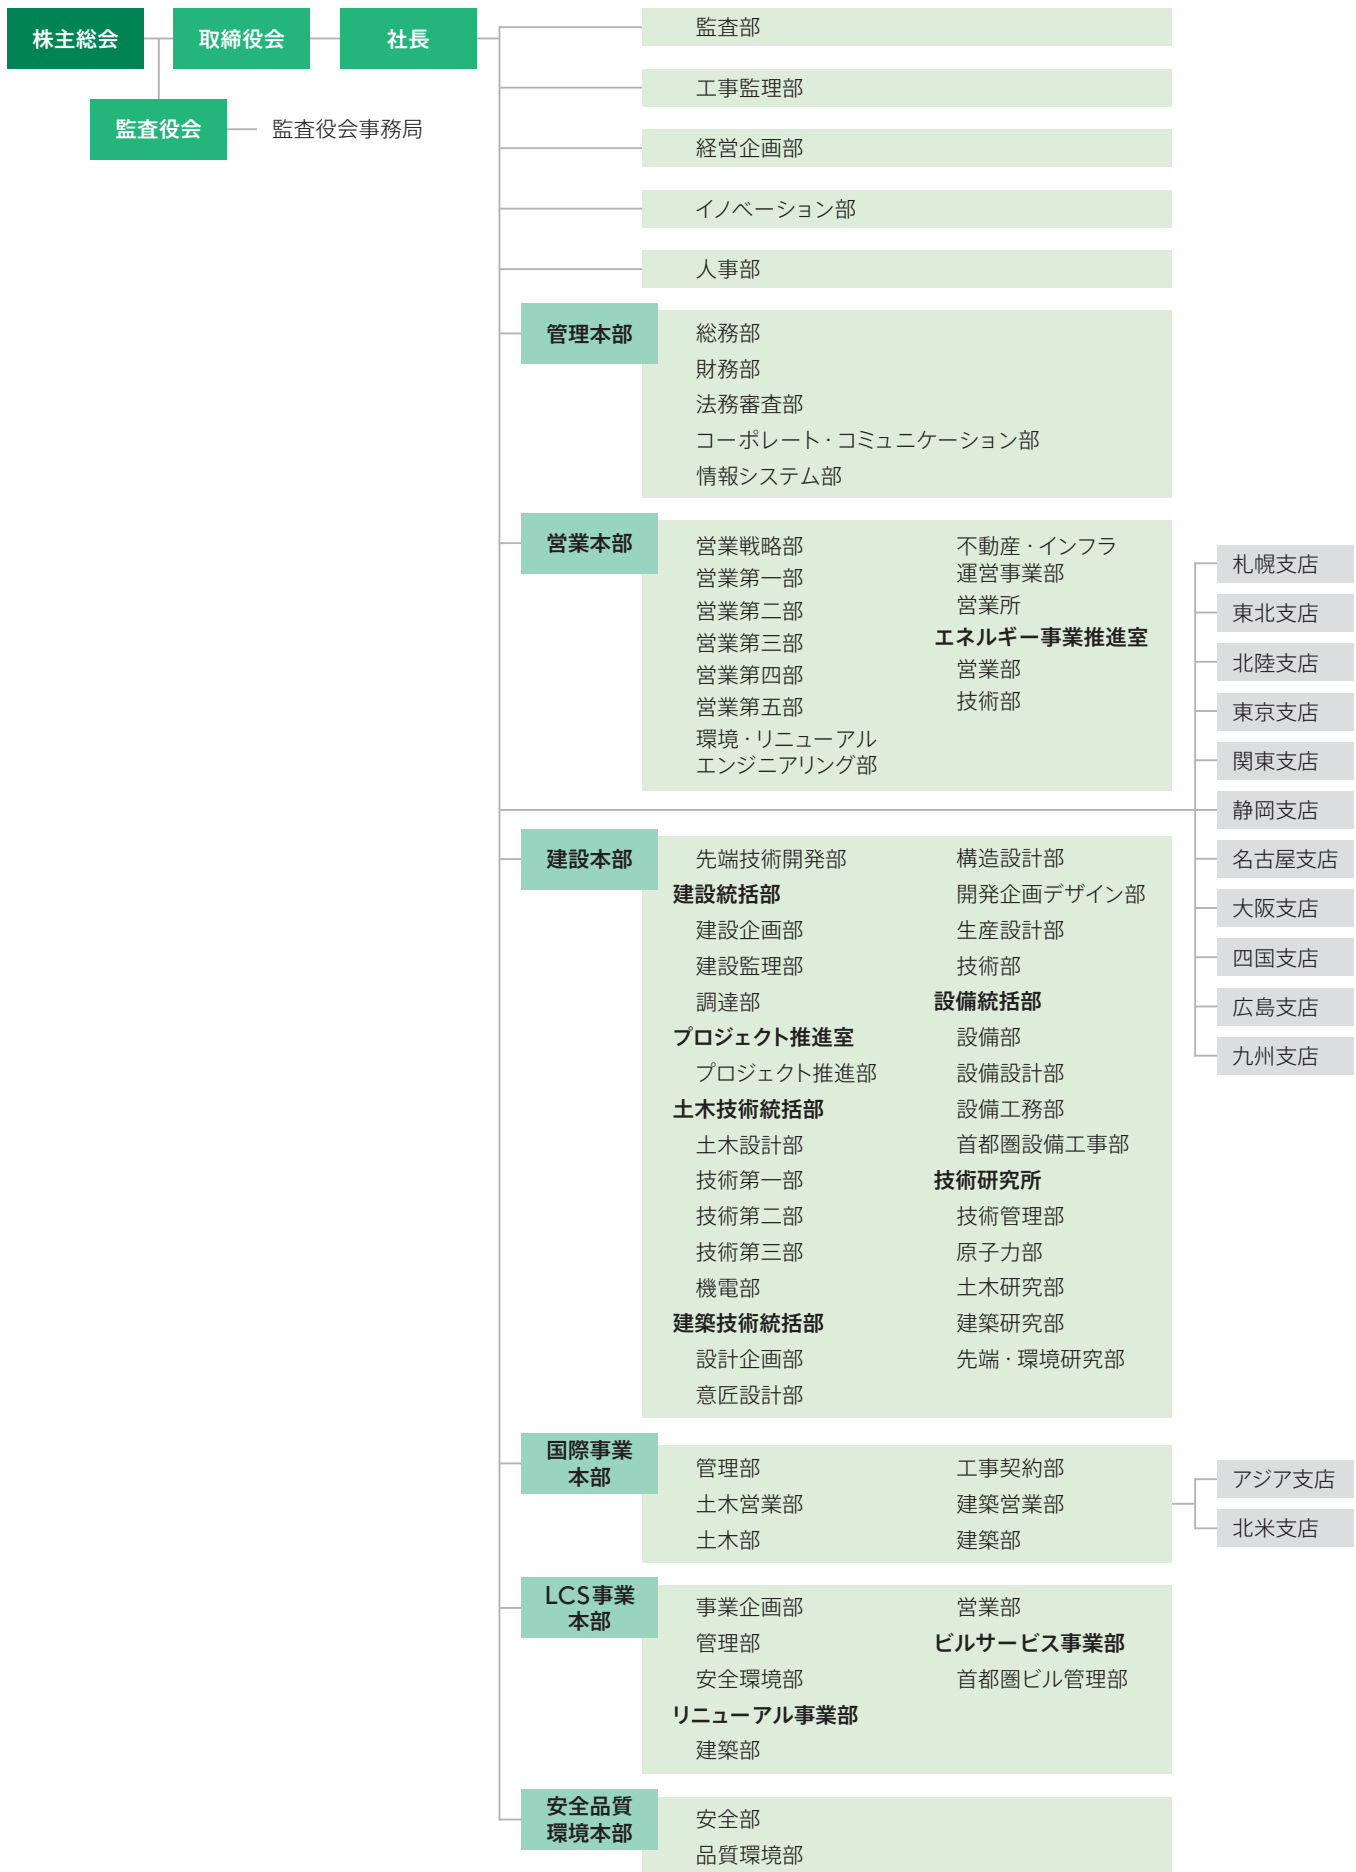 株主総会
取締役会
社長
監査役会
監査役会事務局
監査部
工事監理部
経営企画部
イノベーション部
人事部
管理本部
総務部
財務部
法務審査部
コーポレート・コミュニケーション部
情報システム部
営業本部
営業戦略部
営業第一部
営業第二部
営業第三部
営業第四部
営業第五部
環境・リニューアル
エンジニアリング部
不動産・インフラ
運営事業部
営業所
エネルギー事業推進室
営業部
技術部
札幌支店
東北支店
北陸支店
東京支店
関東支店
静岡支店
名古屋支店
大阪支店
四国支店
広島支店
九州支店
建設本部
先端技術開発部
建設統括部
建設企画部
建設監理部
調達部
プロジェクト推進室
プロジェクト推進部
土木技術統括部
土木設計部
技術第一部
技術第二部
技術第三部
機電部
建築技術統括部
設計企画部
意匠設計部
構造設計部
開発企画デザイン部
生産設計部
技術部
設備統括部
設備部
設備設計部
設備工務部
首都圏設備工事部
技術研究所
技術管理部
原子力部
土木研究部
建築研究部
先端・環境研究部
国際事業
本部
管理部
土木営業部
土木部
工事契約部
建築営業部
建築部
アジア支店
北米支店
LCS事業
本部
事業企画部
管理部
安全環境部
リニューアル事業部
建築部
営業部
ビルサービス事業部
首都圏ビル管理部
安全品質
環境本部
安全部
品質環境部